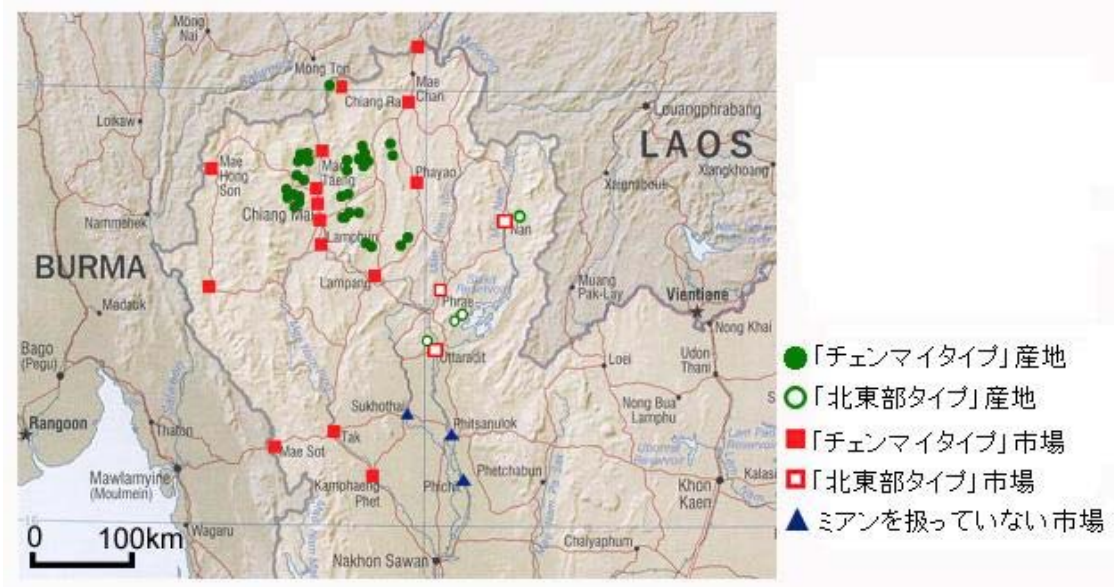 Mong
Nai
Mong Ton
Salween
Mekong
Mae
Chan
Chiang Rai
Louangphrabang
Loikaw
LAOS
Mae
Hong
Son
Mae
Taeng
Phayao
Xiangkhoang
Nammekek
Chiang Mai
Nan
Lamphun
BURMA
Lampang
Muang
Pak-Lay
Vientiane
Phrae
Reservoir
Nong Khai
Bago
(Pegu)
Uttaradit
Loei
Udon
Thani
Sukhothai
Nong Bua
Lamphu
Rangoon
Thaton
Phitsanulok
Tak
Mae Sot
Reservoir
Mawlamyine
(Moulmein)
Phetchabun
Kamphaeng
Phet
Phichit
Khon
Kaen
Kalasi
Wagaru
Chaiyaphum
Nakhon Sawan
0 100km
「チェンマイタイプ」産地
「北東部タイプ」産地
「チェンマイタイプ」市場
「北東部タイプ」市場
ミアンを扱っていない市場